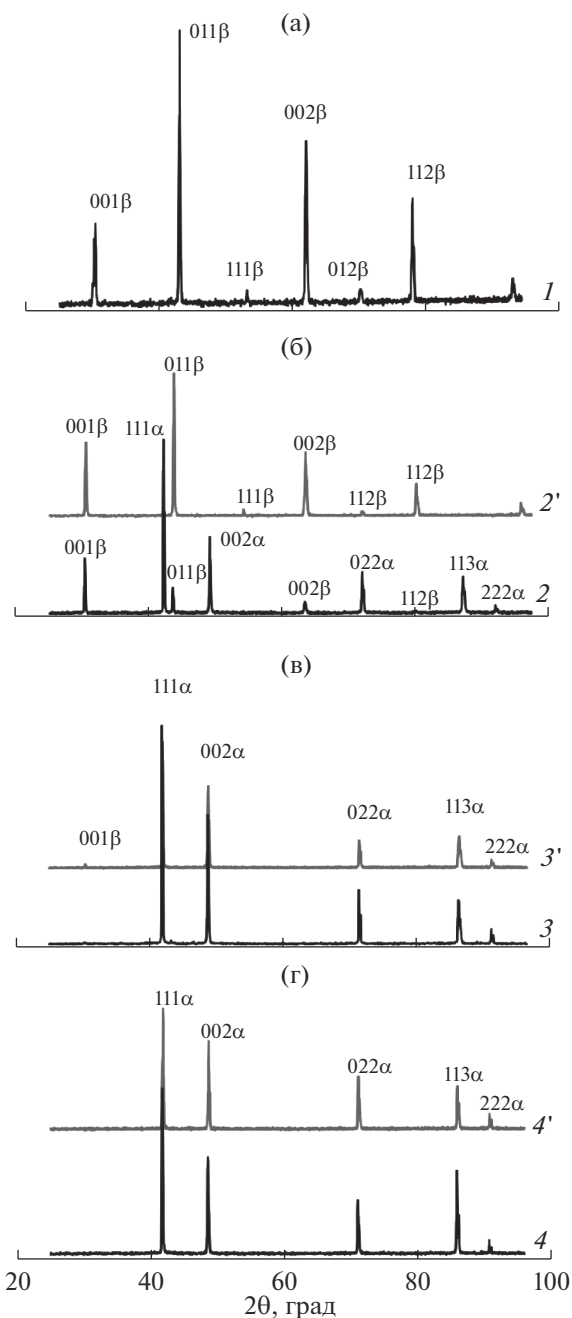 (а)
011β
002β
112β
001β
111β
012β
1
(б)
011β
001β
111α
002β
112β
111β
112β
2'
001β
002α
011β
022α
113α
002β
112β
222α
2
(в)
111α
002α
022α
113α
001β
222α
3'
3
(г)
111α
002α
022α
113α
222α
4'
4
20 40 60 80 100
2θ, град